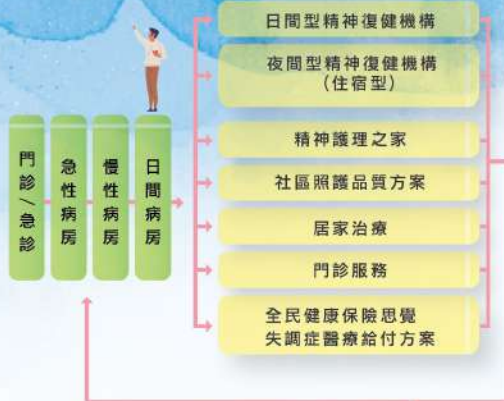 門診/急診
急性病房
慢性病房
日間病房
日間型精神復健機構
夜間型精神復健機構
(住宿型)
精神護理之家
社區照護品質方案
居家治療
門診服務
全民健康保險思覺
失調症醫療給付方案